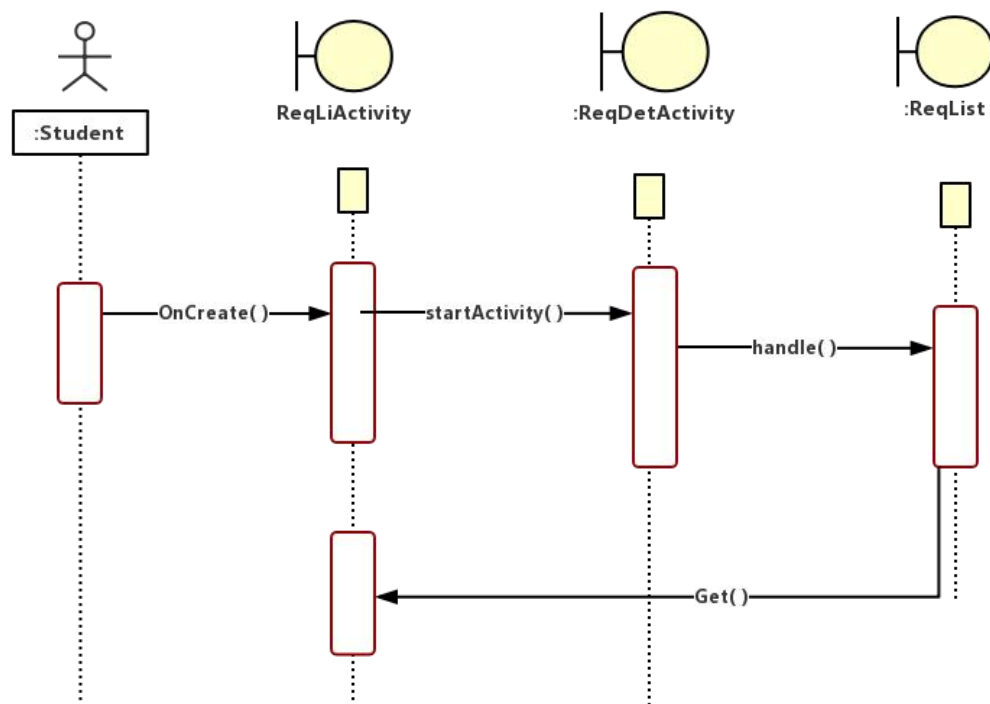 :Student
ReqLiActivity
:ReqDetActivity
:ReqList
OnCreate( )
startActivity( )
handle( )
Get( )